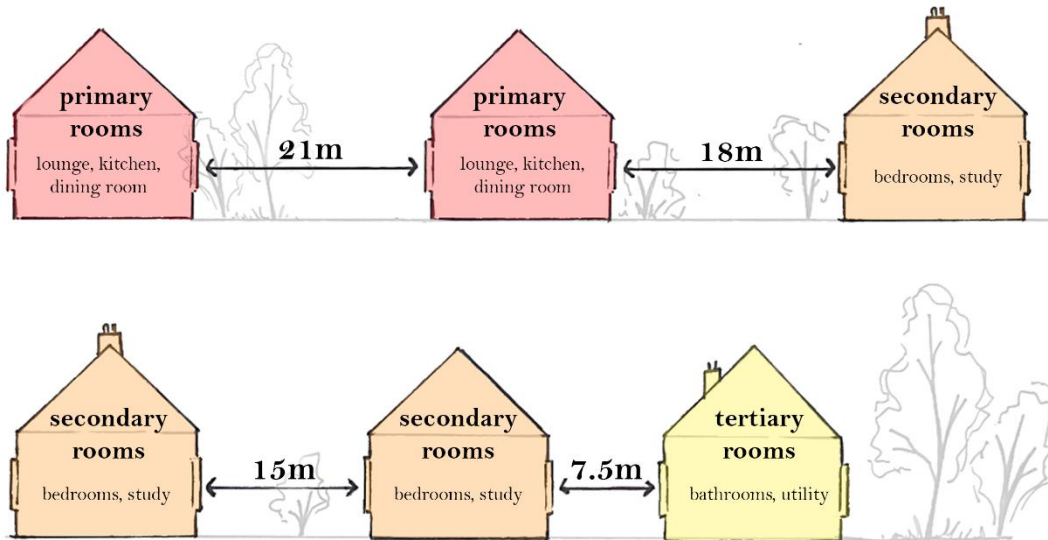 primary
rooms
lounge, kitchen,
dining room
21m
primary
rooms
lounge, kitchen,
dining room
18m
secondary
rooms
bedrooms, study
secondary
rooms
bedrooms, study
15m
secondary
rooms
bedrooms, study
7.5m
tertiary
rooms
bathrooms, utility